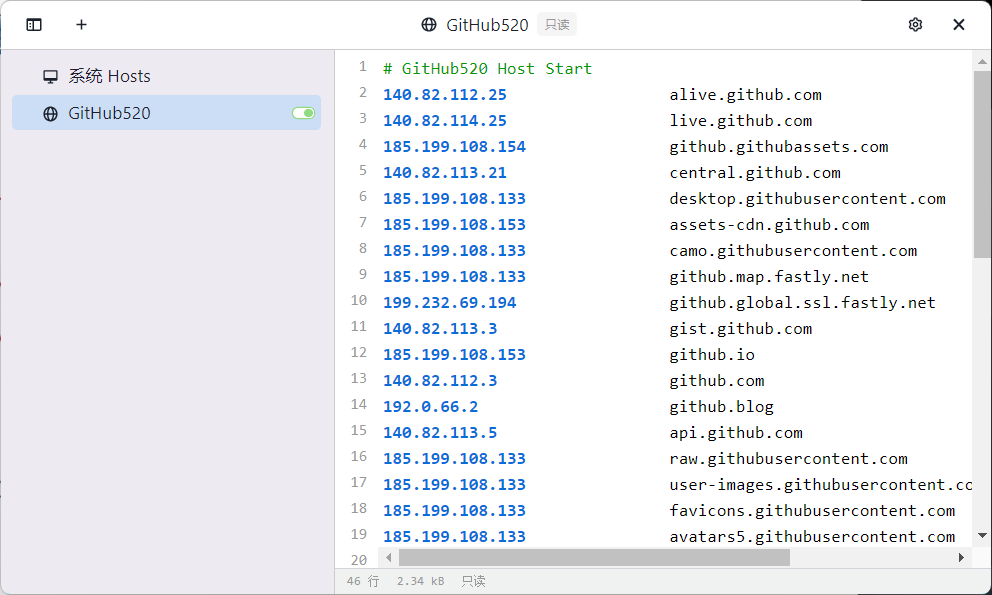 GitHub520 只读
系统 Hosts
GitHub520
1 # GitHub520 Host Start
2 140.82.112.25 alive.github.com
3 140.82.114.25 live.github.com
4 185.199.108.154 github.githubassets.com
5 140.82.113.21 central.github.com
6 185.199.108.133 desktop.githubusercontent.com
7 185.199.108.153 assets-cdn.github.com
8 185.199.108.133 camo.githubusercontent.com
9 185.199.108.133 github.map.fastly.net
10 199.232.69.194 github.global.ssl.fastly.net
11 140.82.113.3 gist.github.com
12 185.199.108.153 github.io
13 140.82.112.3 github.com
14 192.0.66.2 github.blog
15 140.82.113.5 api.github.com
16 185.199.108.133 raw.githubusercontent.com
17 185.199.108.133 user-images.githubusercontent.co
18 185.199.108.133 favicons.githubusercontent.com
19 185.199.108.133 avatars5.githubusercontent.com
20
46 行 2.34 kB 只读